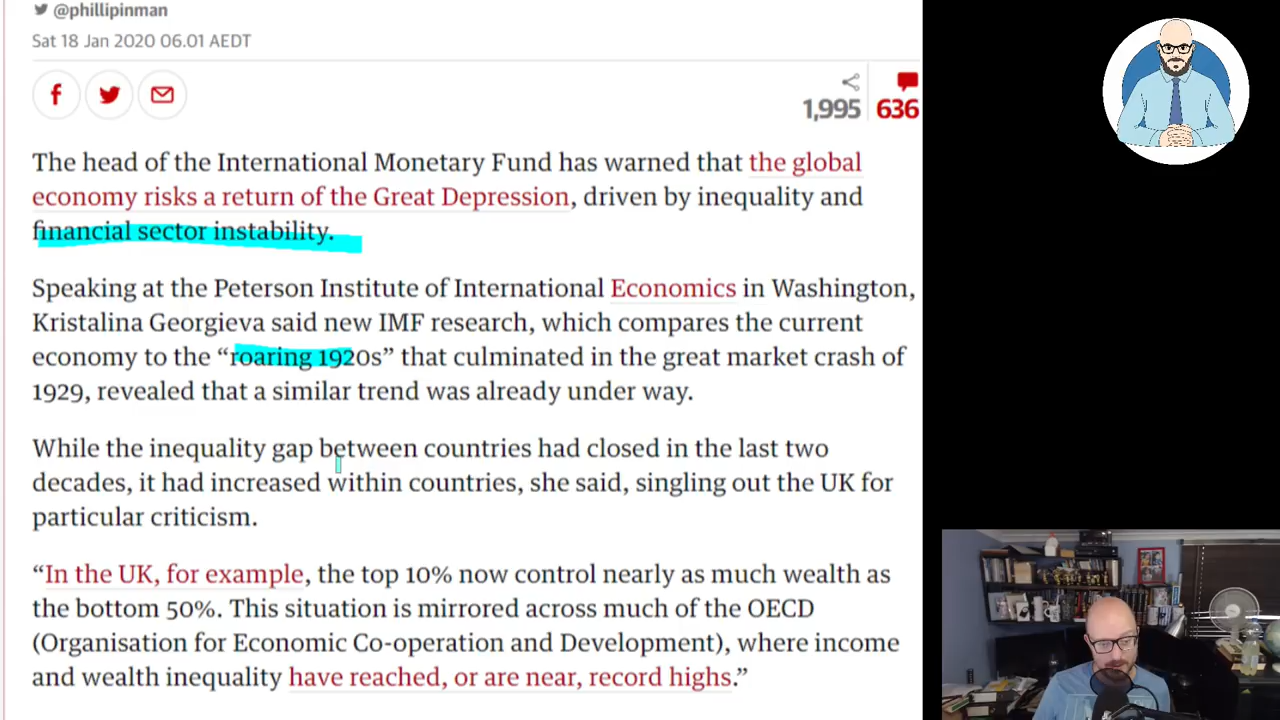 @phillipinman
Sat 18 Jan 2020 06.01 AEDT
1,995 636
The head of the International Monetary Fund has warned that the global
economy risks a return of the Great Depression, driven by inequality and
financial sector instability.
Speaking at the Peterson Institute of International Economics in Washington,
Kristalina Georgieva said new IMF research, which compares the current
economy to the “roaring 1920s” that culminated in the great market crash of
1929, revealed that a similar trend was already under way.
While the inequality gap between countries had closed in the last two
decades, it had increased within countries, she said, singling out the UK for
particular criticism.
“In the UK, for example, the top 10% now control nearly as much wealth as
the bottom 50%. This situation is mirrored across much of the OECD
(Organisation for Economic Co-operation and Development), where income
and wealth inequality have reached, or are near, record highs.”